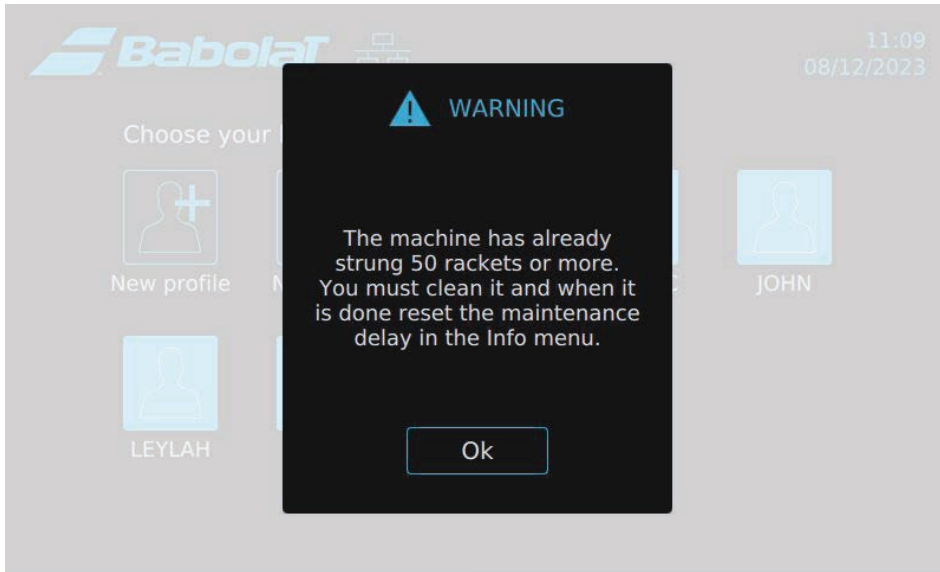 BabolaT
11:09
08/12/2023
WARNING
Choose your
The machine has already
strung 50 rackets or more.
You must clean it and when it
is done reset the maintenance
delay in the Info menu.
New profile
JOHN
LEYLAH
Ok